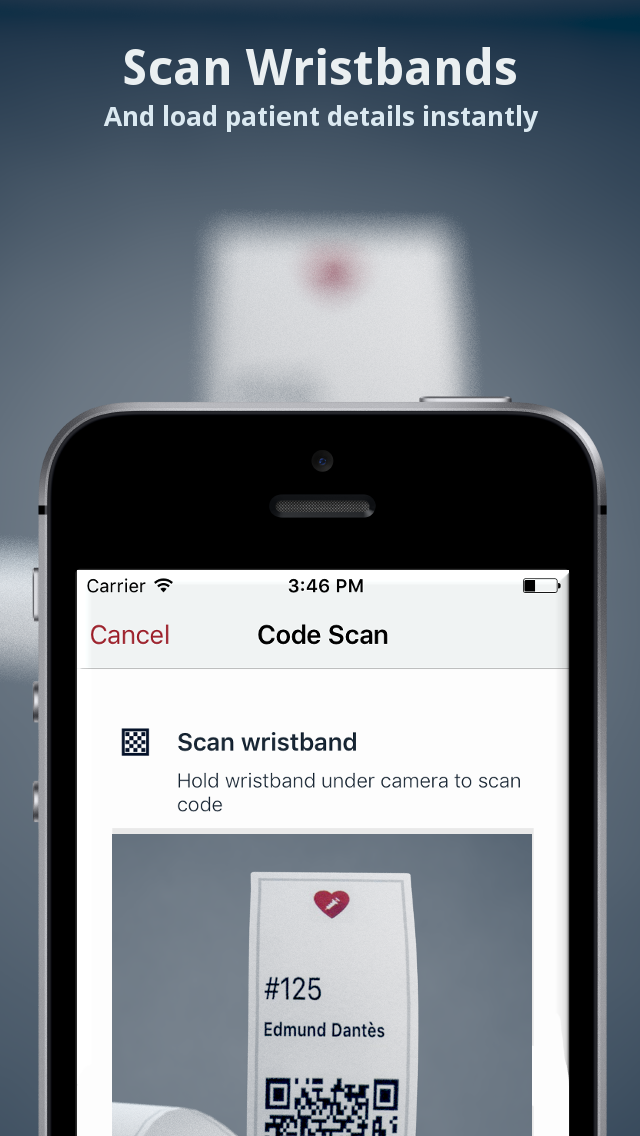 Scan Wristbands
And load patient details instantly
Carrier 3:46 PM
Cancel Code Scan
Scan wristband
Hold wristband under camera to scan
code
#125
Edmund Dantès